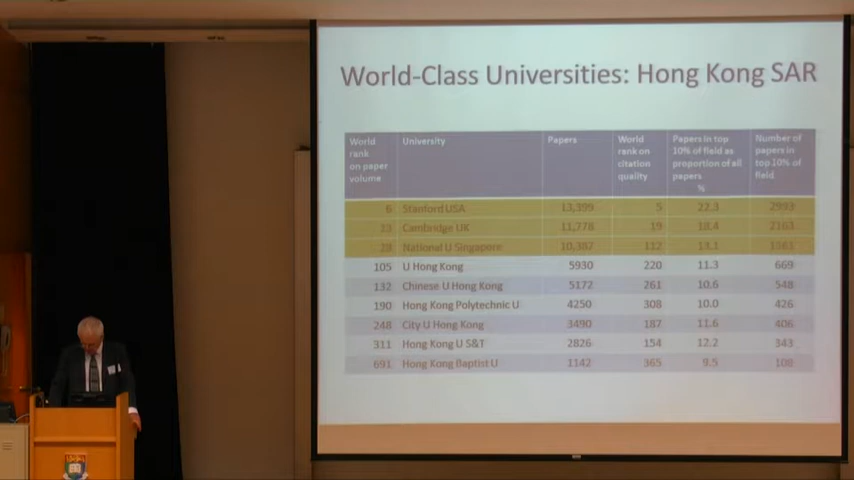 World-Class Universities: Hong Kong SAR
World rank on paper volume University Papers World rank on citation quality Papers in top 10% of field as proportion of all papers % Number of papers in top 10% of field
6 Stanford USA 13,399 5 22.3 2993
Cambridge UK 11,778 19 18.4 2163
National U Singapore 10,387 112 13.1
105 U Hong Kong 5930 220 11.3 669
132 Chinese U Hong Kong 5172 261 10.6 548
190 Hong Kong Polytechnic U 4250 308 10.0 426
248 City U Hong Kong 3490 187 11.6 406
311 Hong Kong U S&T 2826 154 12.2 343
691 Hong Kong Baptist U 1142 365 9.5 108